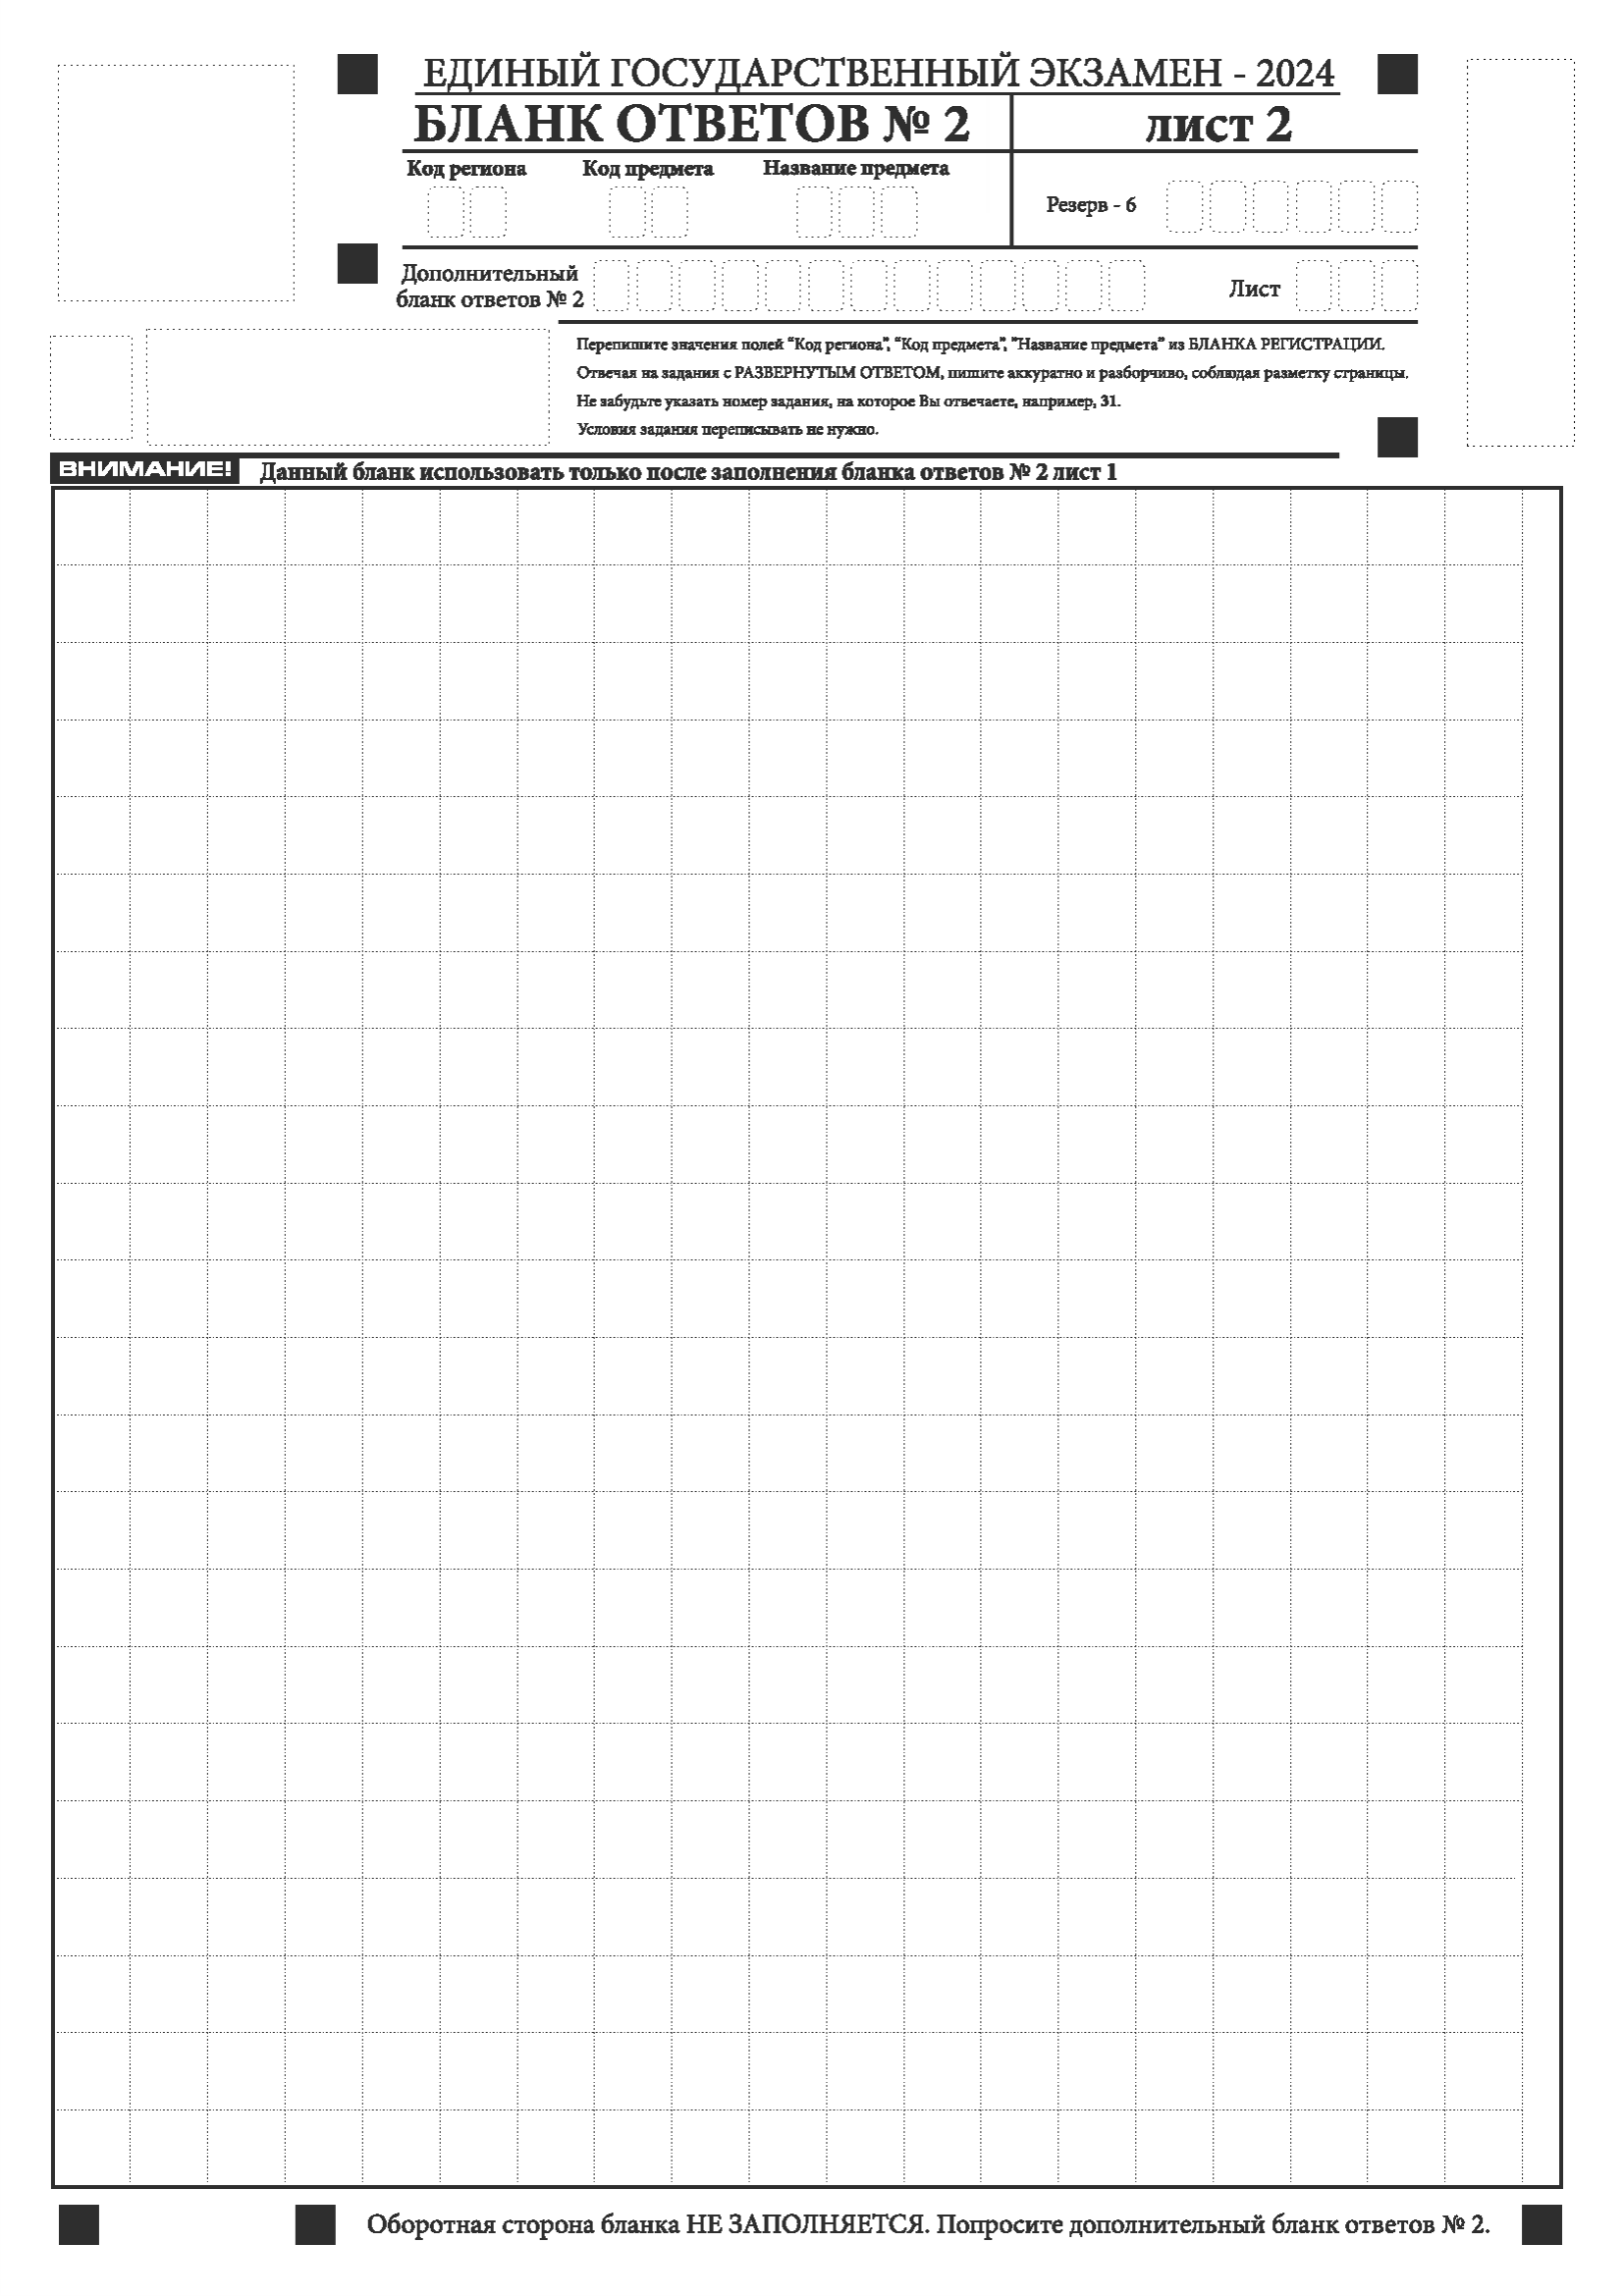 ЕДИНЫЙ ГОСУДАРСТВЕННЫЙ ЭКЗАМЕН - 2024
БЛАНК ОТВЕТОВ № 2
лист 2
Код региона
Код предмета
Название предмета
Резерв - 6
Дополнительный
бланк ответов № 2
Лист
Перепишите значения полей “Код региона”, “Код предмета”, ”Название предмета” из БЛАНКА РЕГИСТРАЦИИ.
Отвечая на задания с РАЗВЕРНУТЫМ ОТВЕТОМ, пишите аккуратно и разборчиво, соблюдая разметку страницы.
Не забудьте указать номер задания, на которое Вы отвечаете, например, 31.
Условия задания переписывать не нужно.
ВНИМАНИЕ! Данный бланк использовать только после заполнения бланка ответов № 2 лист 1
Оборотная сторона бланка НЕ ЗАПОЛНЯЕТСЯ. Попросите дополнительный бланк ответов № 2.